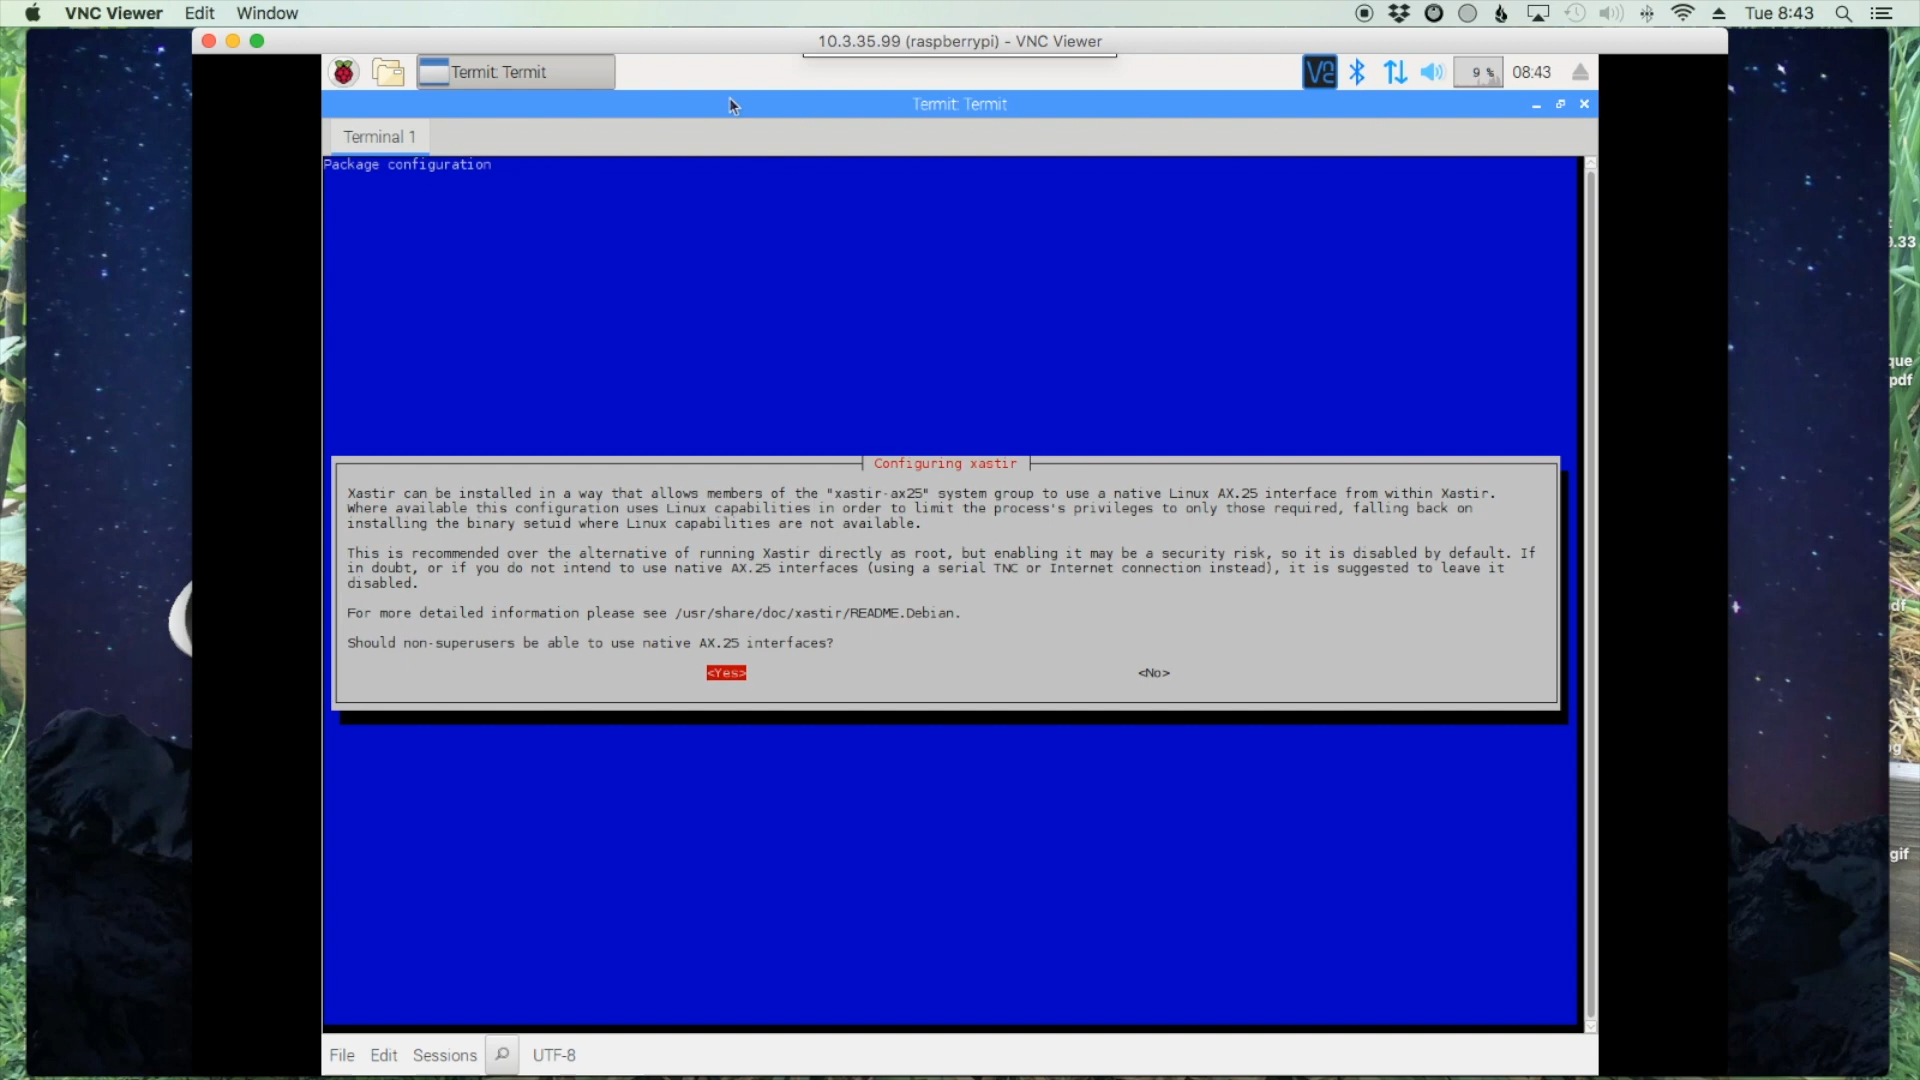 VNC Viewer Edit Window Tue 8:43
10.3.35.99 (raspberrypi) - VNC Viewer
Termit: Termit V2 9 % 08:43
Termit: Termit
Terminal 1
Package configuration
Configuring xastir
Xastir can be installed in a way that allows members of the "xastir-ax25" system group to use a native Linux AX.25 interface from within Xastir.
Where available this configuration uses Linux capabilities in order to limit the process's privileges to only those required, falling back on
installing the binary setuid where Linux capabilities are not available.
This is recommended over the alternative of running Xastir directly as root, but enabling it may be a security risk, so it is disabled by default. If
in doubt, or if you do not intend to use native AX.25 interfaces (using a serial TNC or Internet connection instead), it is suggested to leave it
disabled.
For more detailed information please see /usr/share/doc/xastir/README.Debian.
Should non-superusers be able to use native AX.25 interfaces?
<Yes> <No>
File Edit Sessions UTF-8
9.33
que
pdf
df
gif